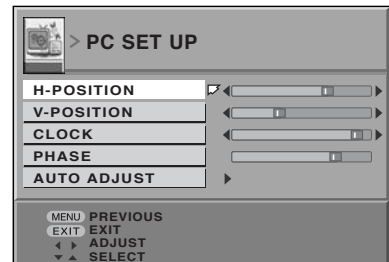 > PC SET UP
H-POSITION
V-POSITION
CLOCK
PHASE
AUTO ADJUST
MENU PREVIOUS
EXIT EXIT
ADJUST
SELECT